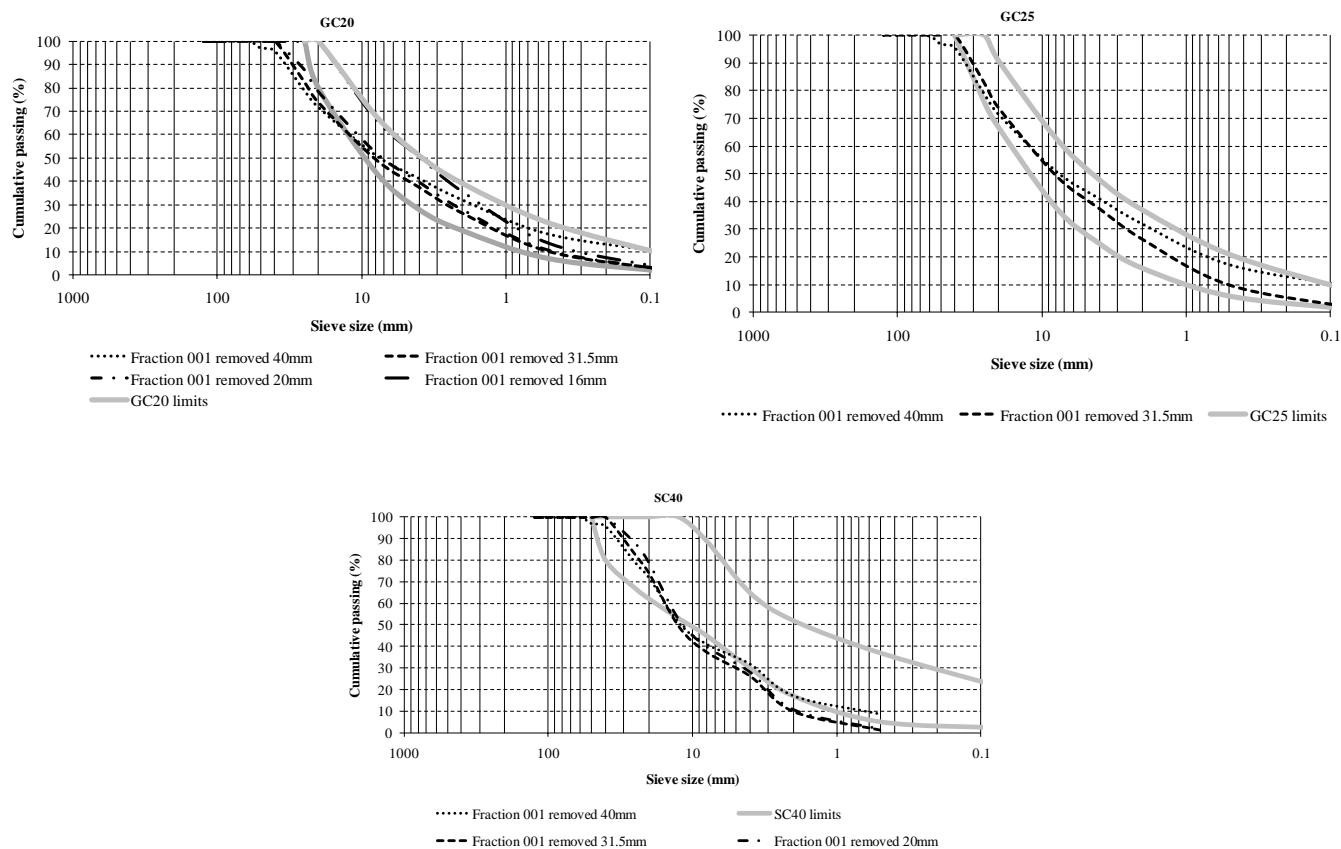 GC20
Cumulative passing (%)
100
90
80
70
60
50
40
30
20
10
0
1000 100 10 1 0.1
Sieve size (mm)
Fraction 001 removed 40mm Fraction 001 removed 31.5mm
Fraction 001 removed 20mm Fraction 001 removed 16mm
GC20 limits
GC25
Cumulative passing (%)
100
90
80
70
60
50
40
30
20
10
0
1000 100 10 1 0.1
Sieve size (mm)
Fraction 001 removed 40mm Fraction 001 removed 31.5mm GC25 limits
SC40
Cumulative passing (%)
100
90
80
70
60
50
40
30
20
10
0
1000 100 10 1 0.1
Sieve size (mm)
Fraction 001 removed 40mm SC40 limits
Fraction 001 removed 31.5mm Fraction 001 removed 20mm